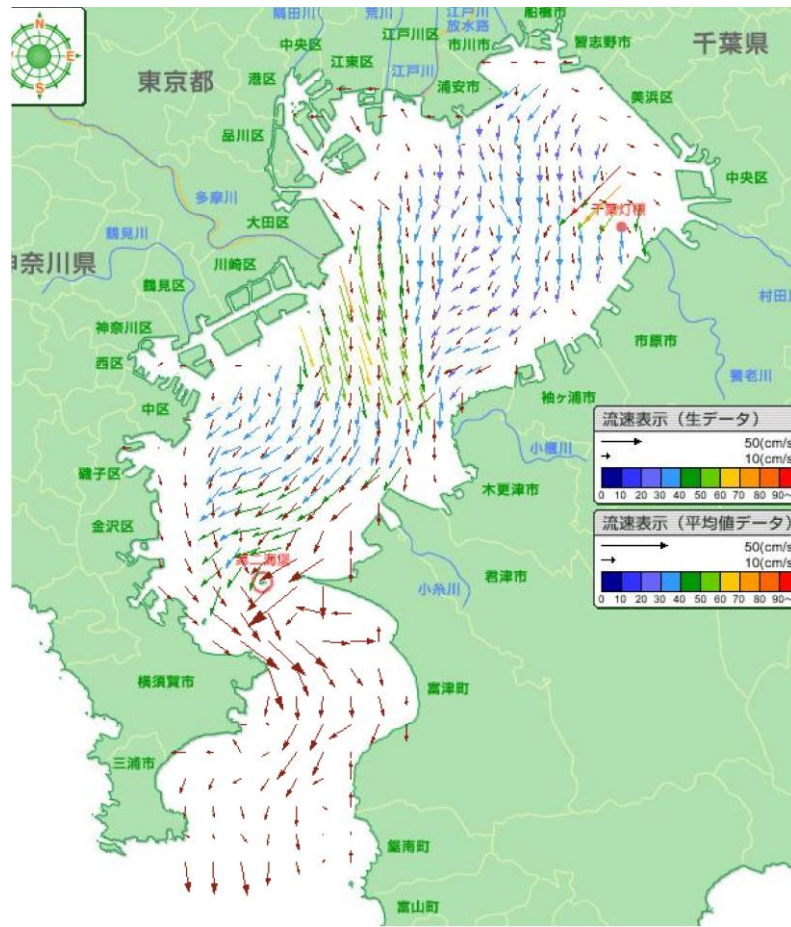 N
E
S
東京都
千葉県
神奈川県
隅田川
荒川
江戸川
放水路
船橋市
中央区
江戸川区
市川市
習志野市
港区
江東区
江戸川
浦安市
美浜区
品川区
中央区
多摩川
千葉灯標
大田区
鶴見川
川崎区
鶴見区
村田川
神奈川区
市原市
西区
養老川
中区
袖ヶ浦市
小櫃川
磯子区
木更津市
金沢区
第二海堡
君津市
小糸川
横須賀市
富津町
三浦市
鋸南町
富山町
流速表示（生データ）
50(cm/s
10(cm/s
0 10 20 30 40 50 60 70 80 90～
流速表示（平均値データ）
50(cm/s
10(cm/s
0 10 20 30 40 50 60 70 80 90～